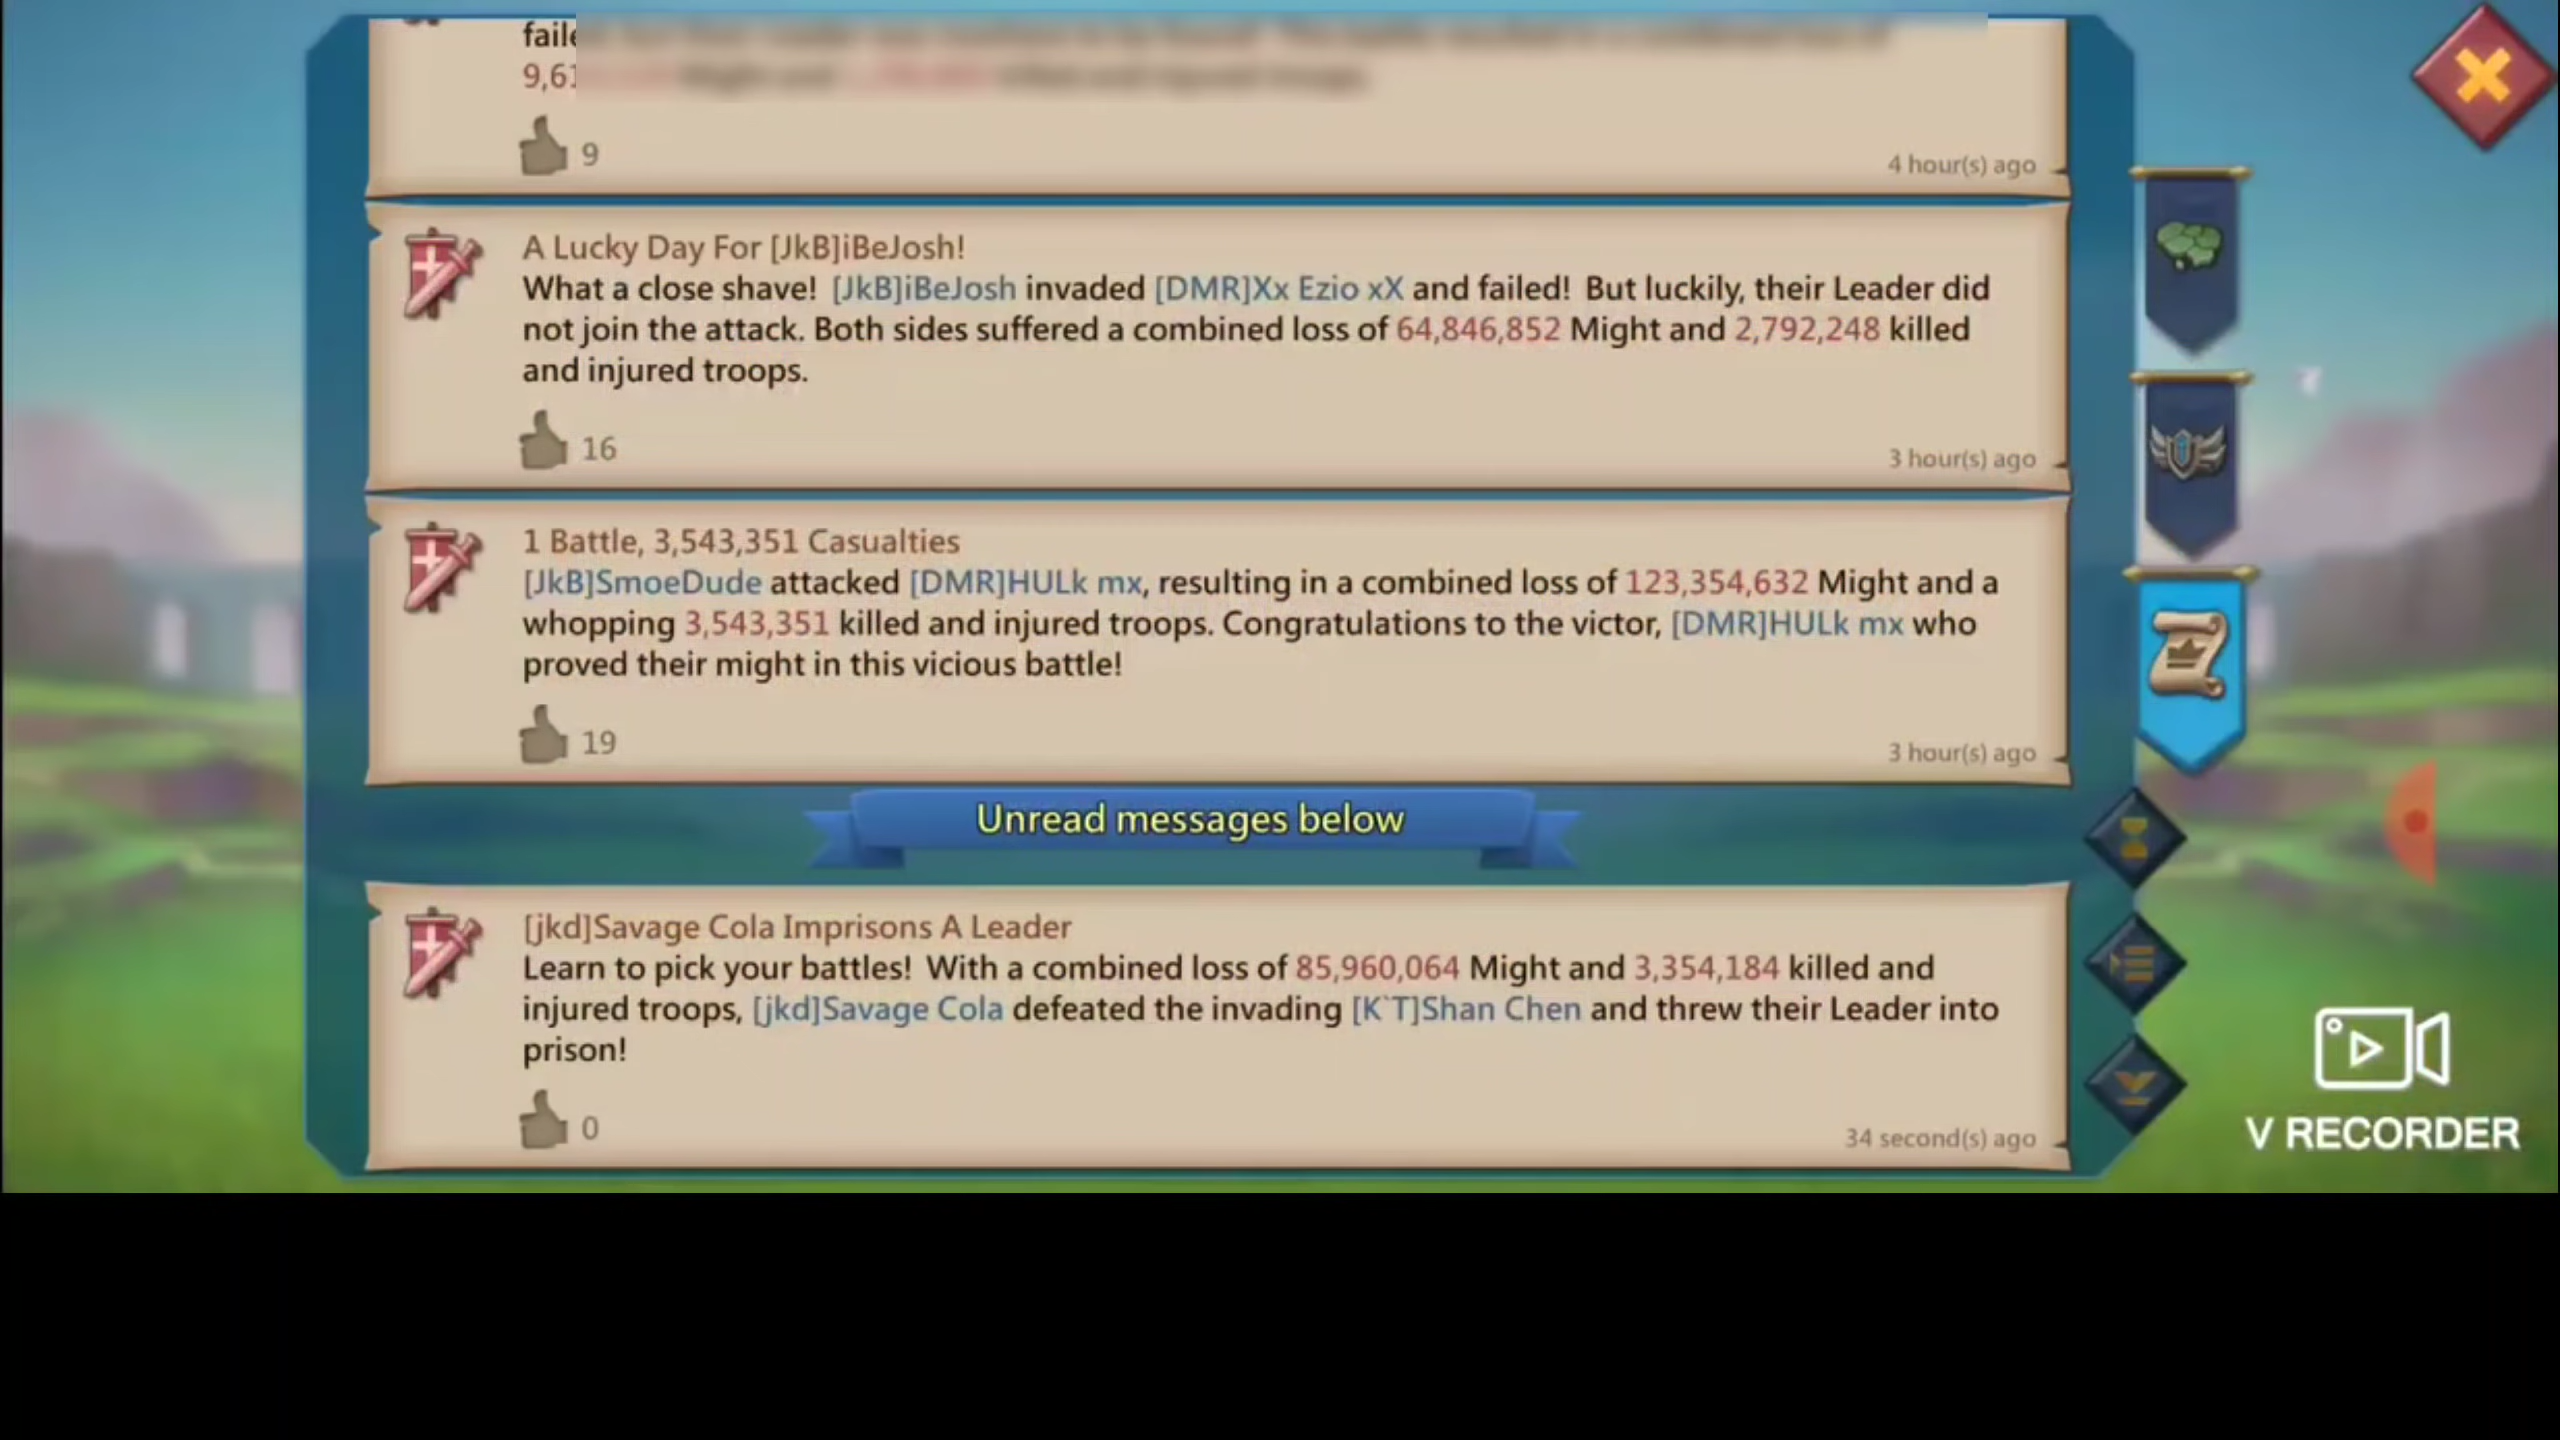 9
4 hour(s) ago
A Lucky Day For [JkB]iBeJosh!
What a close shave! [JkB]iBeJosh invaded [DMR]Xx Ezio xX and failed! But luckily, their Leader did
not join the attack. Both sides suffered a combined loss of 64,846,852 Might and 2,792,248 killed
and injured troops.
16
3 hour(s) ago
1 Battle, 3,543,351 Casualties
[JkB]SmoeDude attacked [DMR]HULk mx, resulting in a combined loss of 123,354,632 Might and a
whopping 3,543,351 killed and injured troops. Congratulations to the victor, [DMR]HULk mx who
proved their might in this vicious battle!
19
3 hour(s) ago
Unread messages below
[jkd]Savage Cola Imprisons A Leader
Learn to pick your battles! With a combined loss of 85,960,064 Might and 3,354,184 killed and
injured troops, [jkd]Savage Cola defeated the invading [K`T]Shan Chen and threw their Leader into
prison!
0
34 second(s) ago
V RECORDER